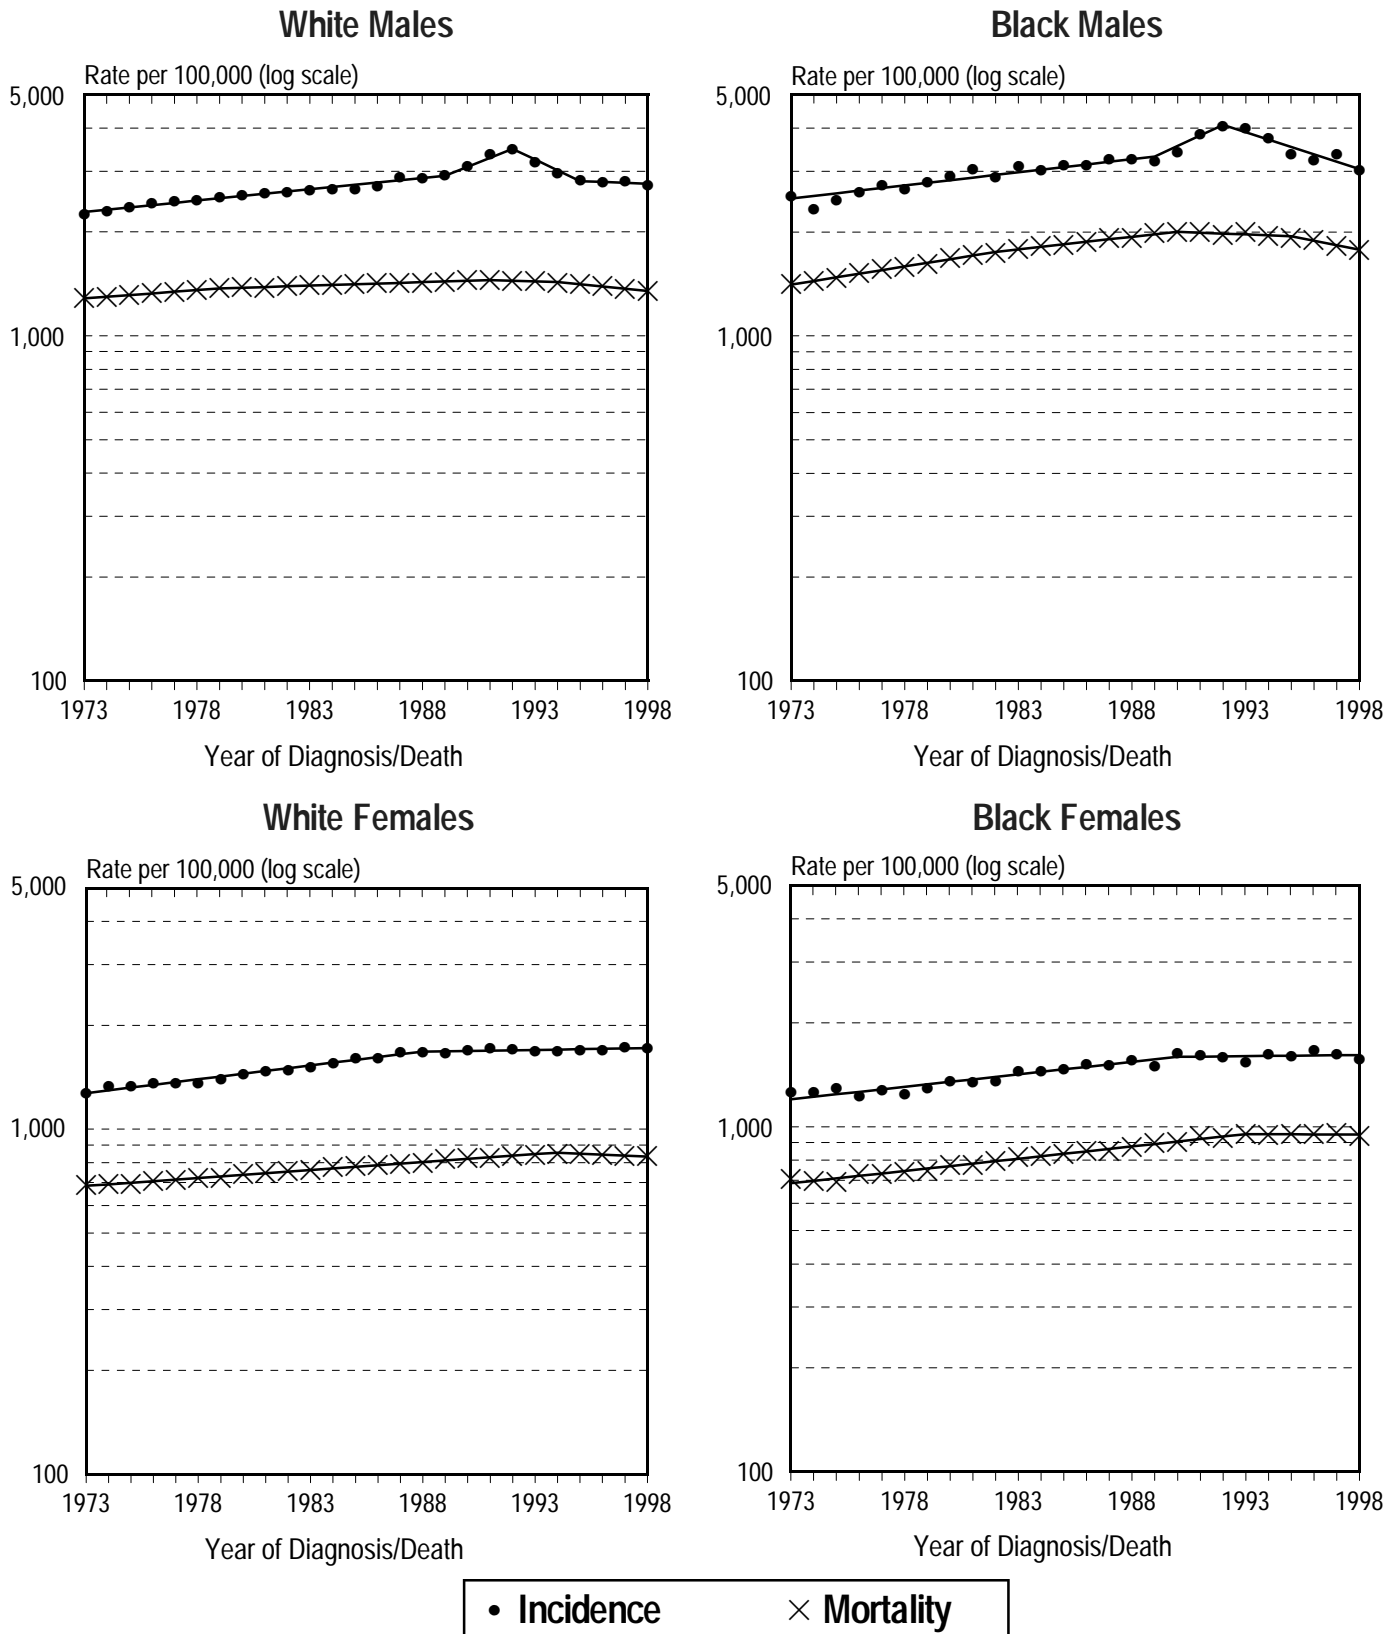 White Males
Rate per 100,000 (log scale)
5,000
1,000
100
1973 1978 1983 1988 1993 1998
Year of Diagnosis/Death
Black Males
Rate per 100,000 (log scale)
5,000
1,000
100
1973 1978 1983 1988 1993 1998
Year of Diagnosis/Death
White Females
Rate per 100,000 (log scale)
5,000
1,000
100
1973 1978 1983 1988 1993 1998
Year of Diagnosis/Death
Black Females
Rate per 100,000 (log scale)
5,000
1,000
100
1973 1978 1983 1988 1993 1998
Year of Diagnosis/Death
Incidence Mortality